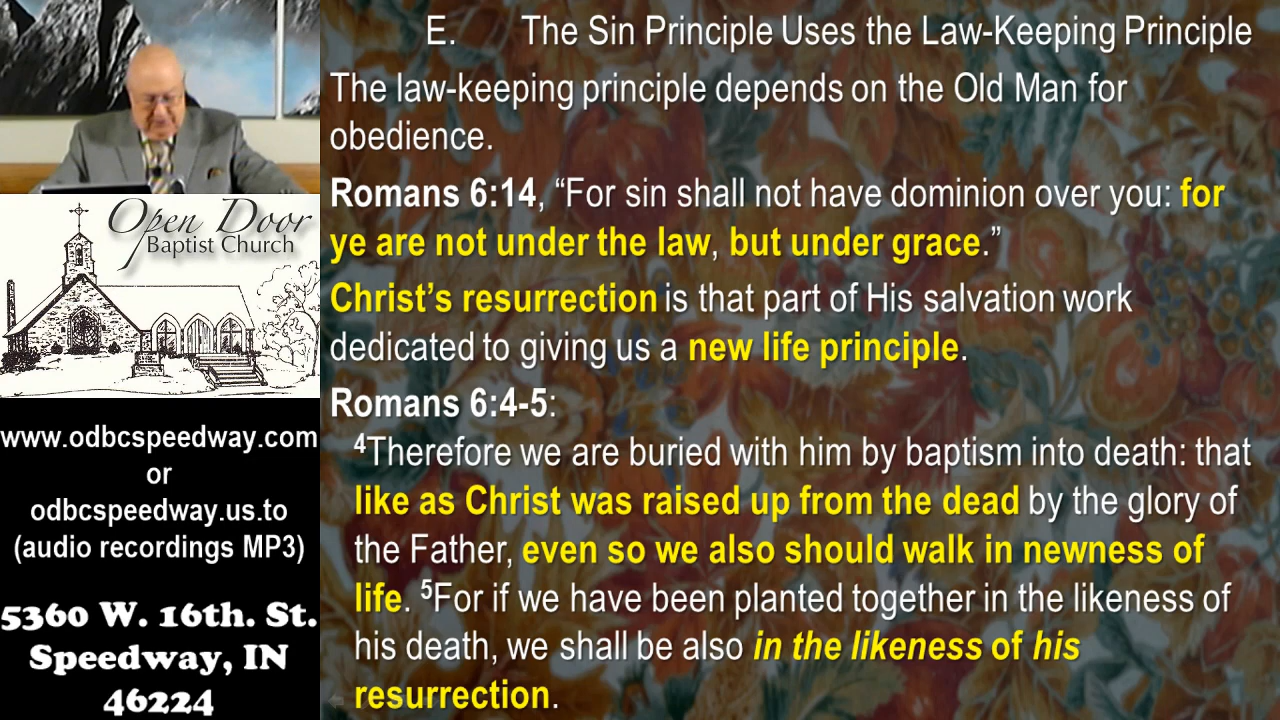 E. The Sin Principle Uses the Law-Keeping Principle
The law-keeping principle depends on the Old Man for
obedience.
Romans 6:14, “For sin shall not have dominion over you: for
ye are not under the law, but under grace.”
Christ’s resurrection is that part of His salvation work
dedicated to giving us a new life principle.
Romans 6:4-5:
4Therefore we are buried with him by baptism into death: that
like as Christ was raised up from the dead by the glory of
the Father, even so we also should walk in newness of
life. 5For if we have been planted together in the likeness of
his death, we shall be also in the likeness of his
resurrection.
Open Door
Baptist Church
www.odbcspeedway.com
or
odbcspeedway.us.to
(audio recordings MP3)
5360 W. 16th. St.
Speedway, IN
46224